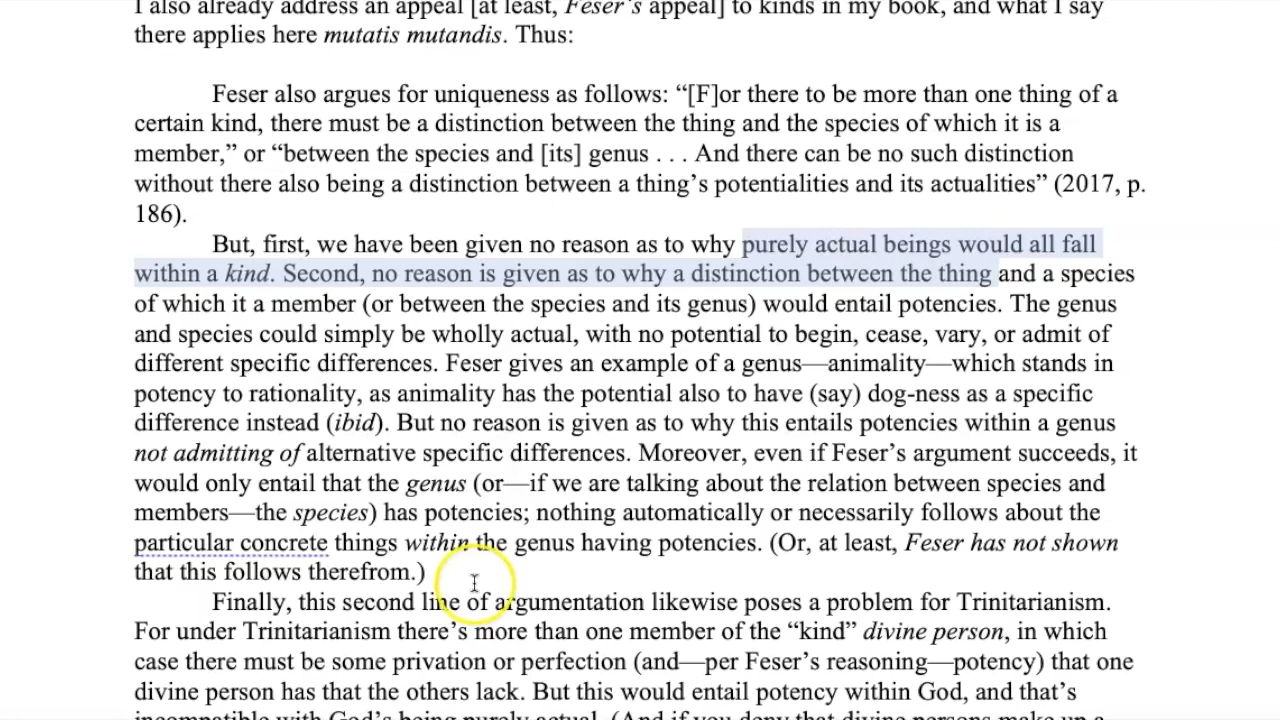 I also already address an appeal [at least, Feser's appeal] to kinds in my book, and what I say
there applies here mutatis mutandis. Thus:
Feser also argues for uniqueness as follows: “[F]or there to be more than one thing of a
certain kind, there must be a distinction between the thing and the species of which it is a
member,” or “between the species and [its] genus . . . And there can be no such distinction
without there also being a distinction between a thing’s potentialities and its actualities” (2017, p.
186).
But, first, we have been given no reason as to why purely actual beings would all fall
within a kind. Second, no reason is given as to why a distinction between the thing and a species
of which it a member (or between the species and its genus) would entail potencies. The genus
and species could simply be wholly actual, with no potential to begin, cease, vary, or admit of
different specific differences. Feser gives an example of a genus—animality—which stands in
potency to rationality, as animality has the potential also to have (say) dog-ness as a specific
difference instead (ibid). But no reason is given as to why this entails potencies within a genus
not admitting of alternative specific differences. Moreover, even if Feser’s argument succeeds, it
would only entail that the genus (or—if we are talking about the relation between species and
members—the species) has potencies; nothing automatically or necessarily follows about the
particular concrete things within the genus having potencies. (Or, at least, Feser has not shown
that this follows therefrom.)
Finally, this second line of argumentation likewise poses a problem for Trinitarianism.
For under Trinitarianism there’s more than one member of the “kind” divine person, in which
case there must be some privation or perfection (and—per Feser’s reasoning—potency) that one
divine person has that the others lack. But this would entail potency within God, and that’s
incompatible with God’s being purely actual. (And if you deny that divine persons make up a